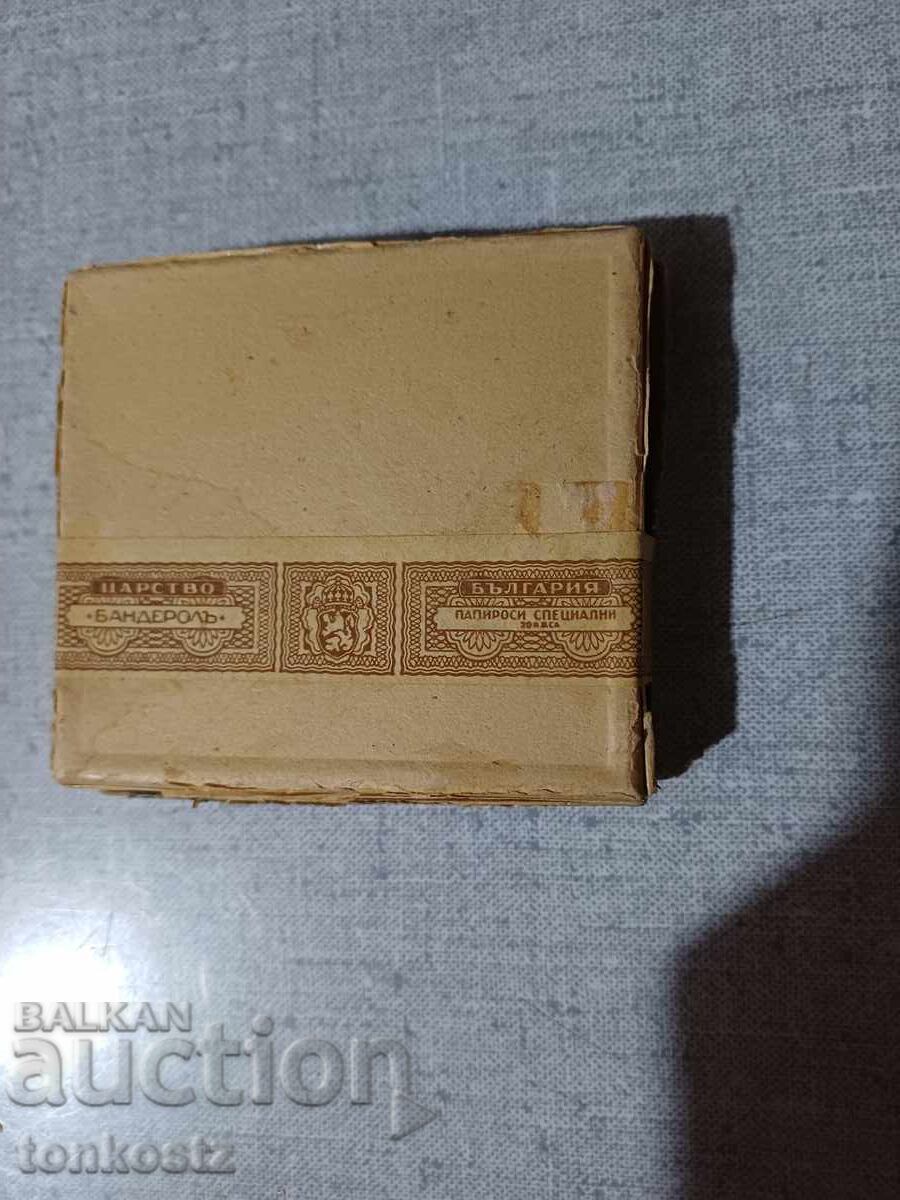 ЦАРСТВО
БЪЛГАРИЯ
•БАНДЕРОЛЪ•
ПАПИРОСИ СПЕЦИАЛНИ
BALKAN
auction
tonkostz